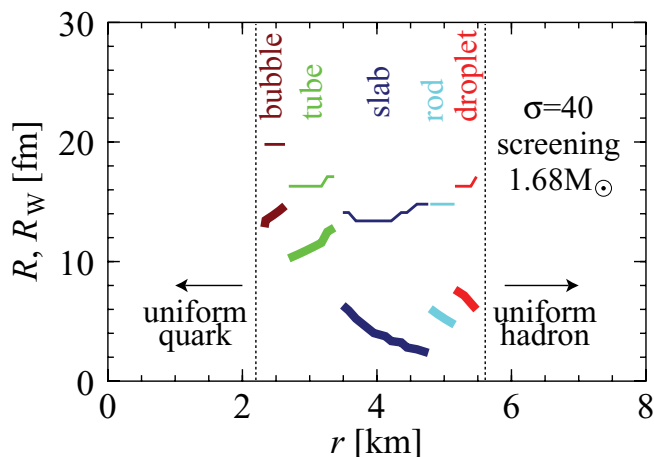 30
20
10
0
R, R_W [fm]
bubble
tube
slab
rod
droplet
σ=40
screening
1.68M_⊙
uniform
quark
uniform
hadron
0 2 4 6 8
r [km]